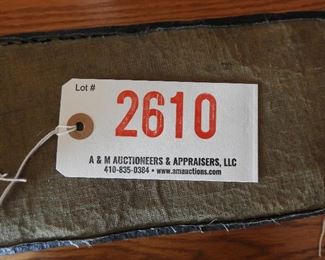 Lot #
2610
A & M AUCTIONEERS & APPRAISERS, LLC
410-835-0384 • www.amauctions.com